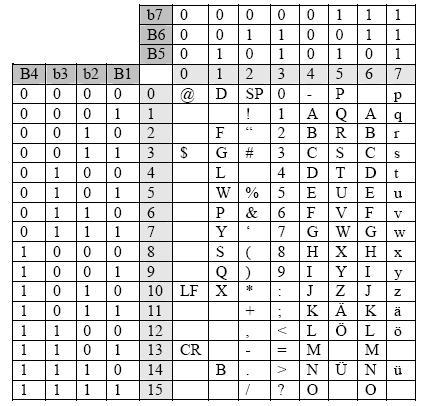 b7 0 0 0 0 0 1 1 1
B6 0 0 1 1 0 0 1 1
B5 0 1 0 1 0 1 0 1
B4 b3 b2 B1 0 1 2 3 4 5 6 7
0 0 0 0 0 @ D SP 0 - P p
0 0 0 1 1 ! 1 A Q A q
0 0 1 0 2 F “ 2 B R B r
0 0 1 1 3 $ G # 3 C S C s
0 1 0 0 4 L 4 D T D t
0 1 0 1 5 W % 5 E U E u
0 1 1 0 6 P & 6 F V F v
0 1 1 1 7 Y ‘ 7 G W G w
1 0 0 0 8 S ( 8 H X H x
1 0 0 1 9 Q ) 9 I Y I y
1 0 1 0 10 LF X * : J Z J z
1 0 1 1 11 + ; K Ä K ä
1 1 0 0 12 , < L Ö L ö
1 1 0 1 13 CR - = M M
1 1 1 0 14 B . > N Ü N ü
1 1 1 1 15 / ? O O